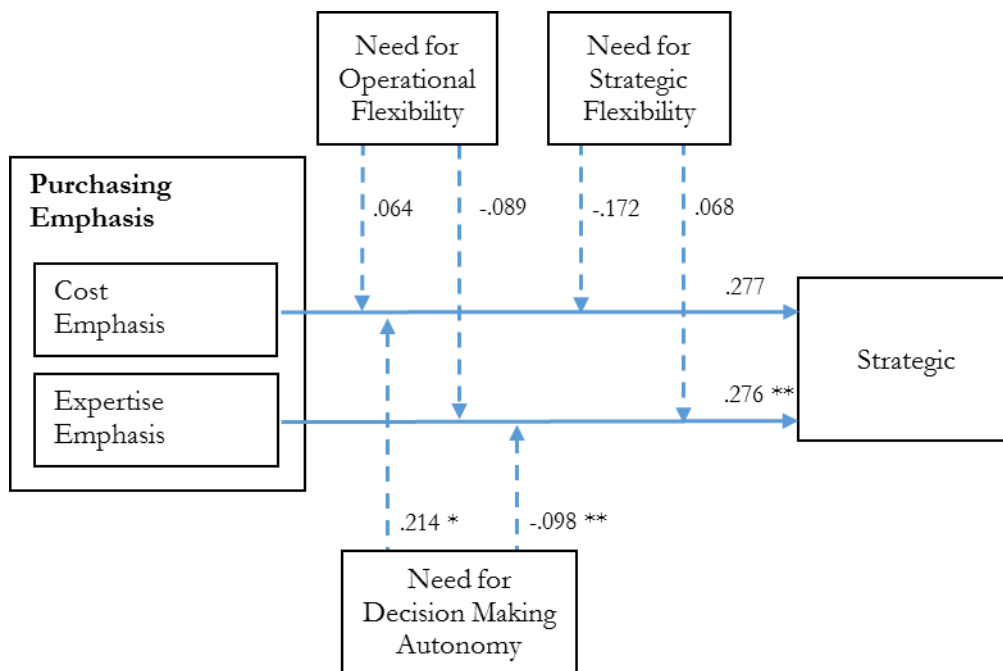 Need for
Operational
Flexibility
Need for
Strategic
Flexibility
Purchasing
Emphasis
.064
-.089
-.172
.068
Cost
Emphasis
.277
Strategic
Expertise
Emphasis
.276 **
.214 *
-.098 **
Need for
Decision Making
Autonomy